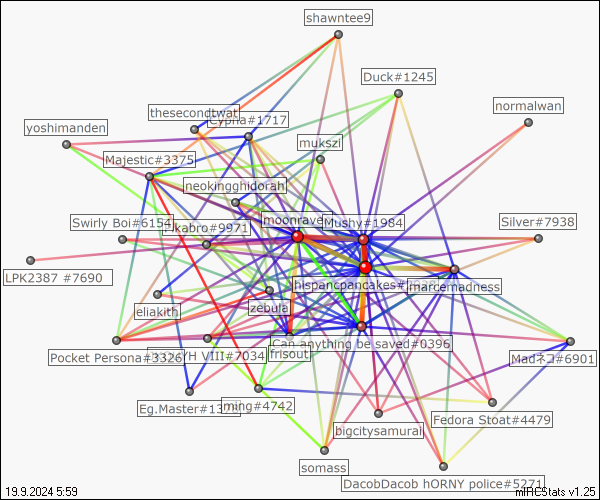 shawntee9
Duck#1245
normalwan
thesecondtwat
Cypha#1717
yoshimanden
mukszi
Majestic#3375
neokingghidorah
moonrave
Mushy#1984
Swirly Boi#6154
Kabro#9971
Silver#7938
LPK2387 #7690
hispancpancakes#
marcemadness
eliakith
zebula
Can anything be saved#0396
Pocket Persona#3326
YH VIII#7034
frisout
Madネコ#6901
Eg.Master#13
ming#4742
Fedora Stoat#4479
bigcitysamurai
somass
DacobDacob hORNY police#5271
19.9.2024 5:59
mIRCStats v1.25